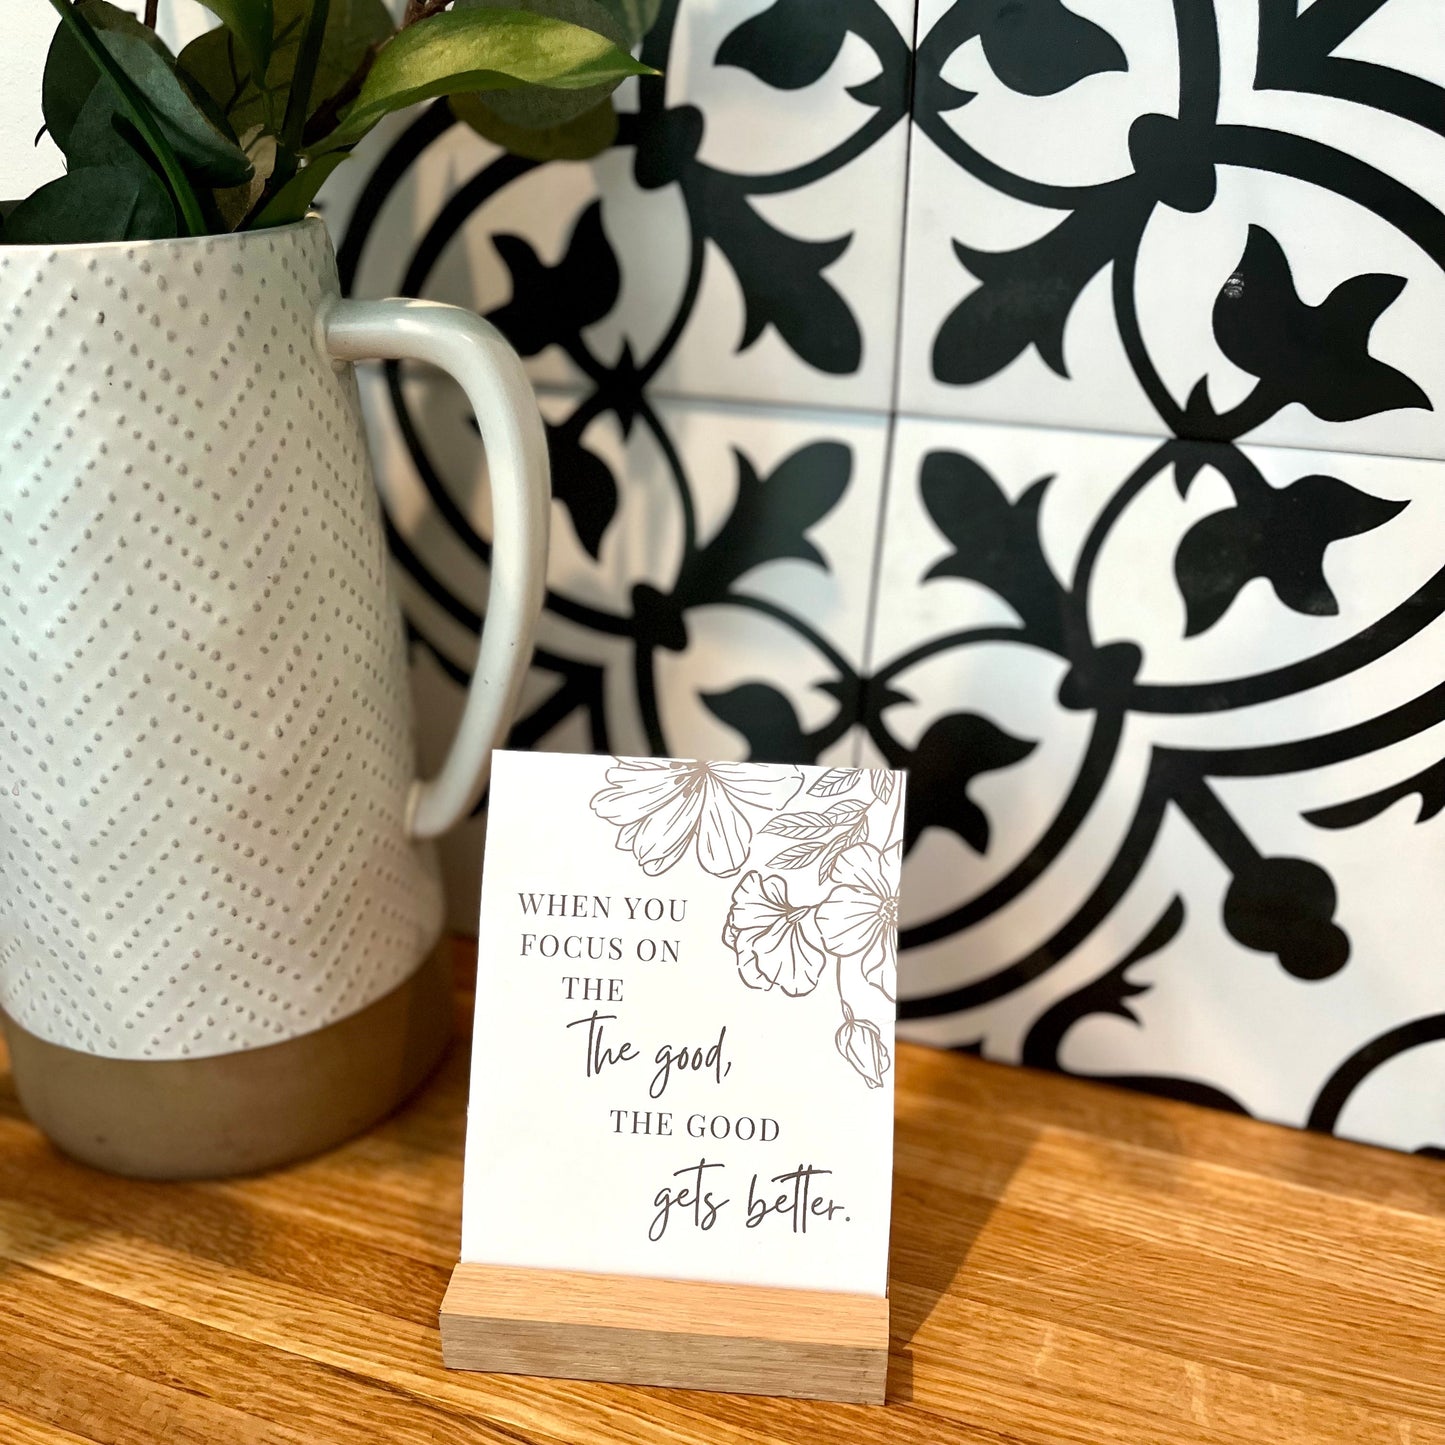 WHEN YOU
FOCUS ON
THE
the good,
THE GOOD
gets better.